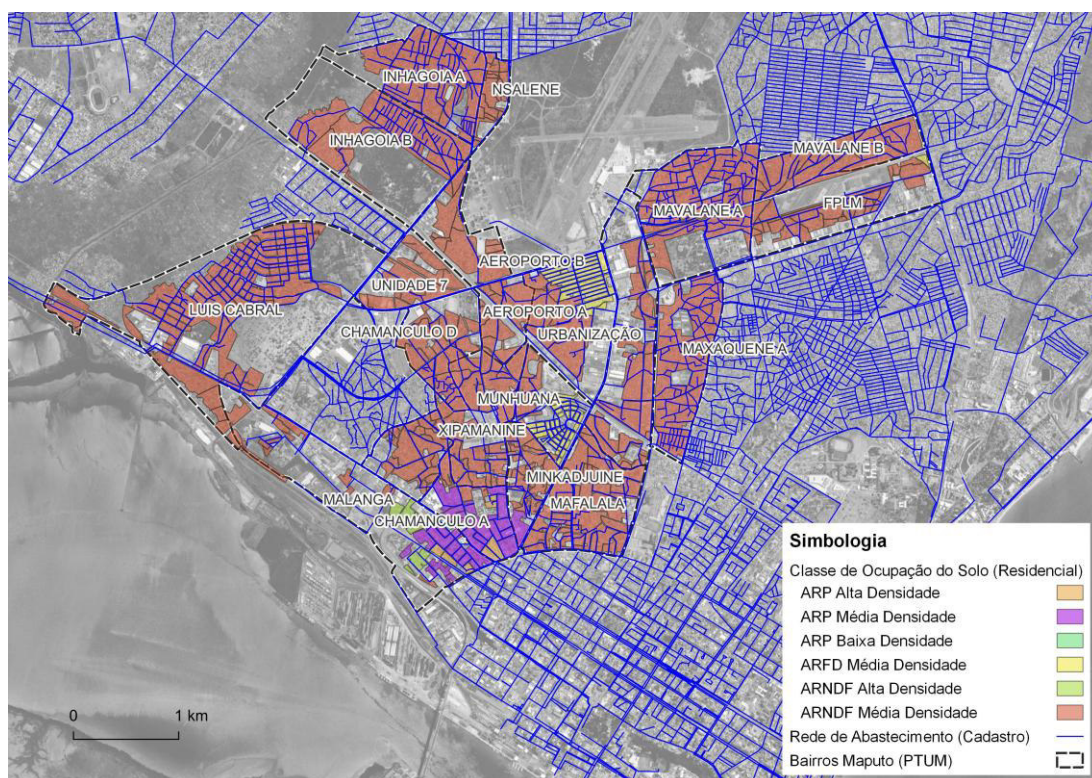 INHAGOIA A
NSALENE
INHAGOIA B
MAVALANE B
MAVALANE A
FPLM
AEROPORTO B
UNIDADE 7
LUIS CABRAL
AEROPORTO A
CHAMANCULO D
URBANIZAÇÃO
MAXAQUENE A
MUNHUANA
XIPAMANINE
MINKADJUINE
MALANGA
MAFALALA
CHAMANCULO A
0 1 km
Simbologia
Classe de Ocupação do Solo (Residencial)
ARP Alta Densidade
ARP Média Densidade
ARP Baixa Densidade
ARFD Média Densidade
ARNDF Alta Densidade
ARNDF Média Densidade
Rede de Abastecimento (Cadastro)
Bairros Maputo (PTUM)